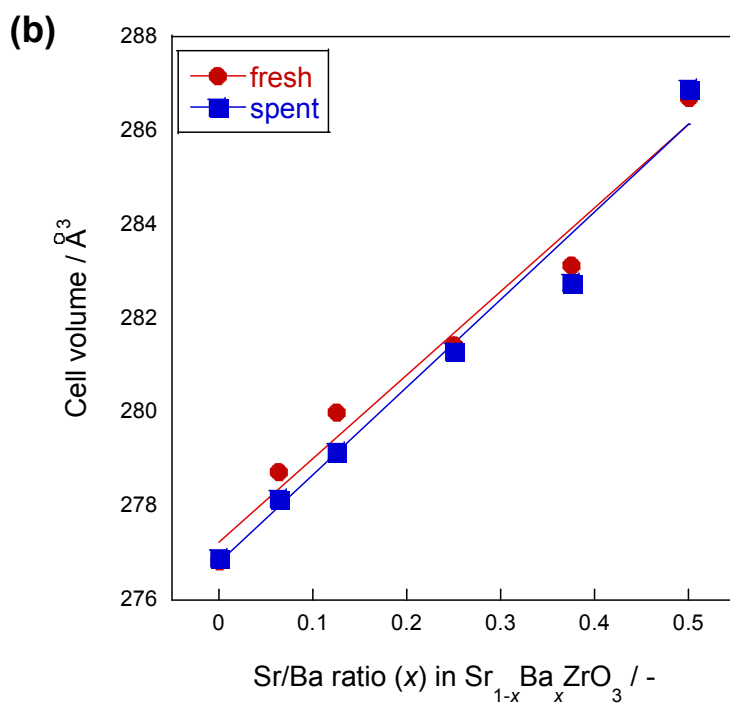 (b)
fresh
spent
288
286
284
282
280
278
276
Cell volume / Å3
0
0.1
0.2
0.3
0.4
0.5
Sr/Ba ratio (x) in Sr1-xBaxZrO3 / -